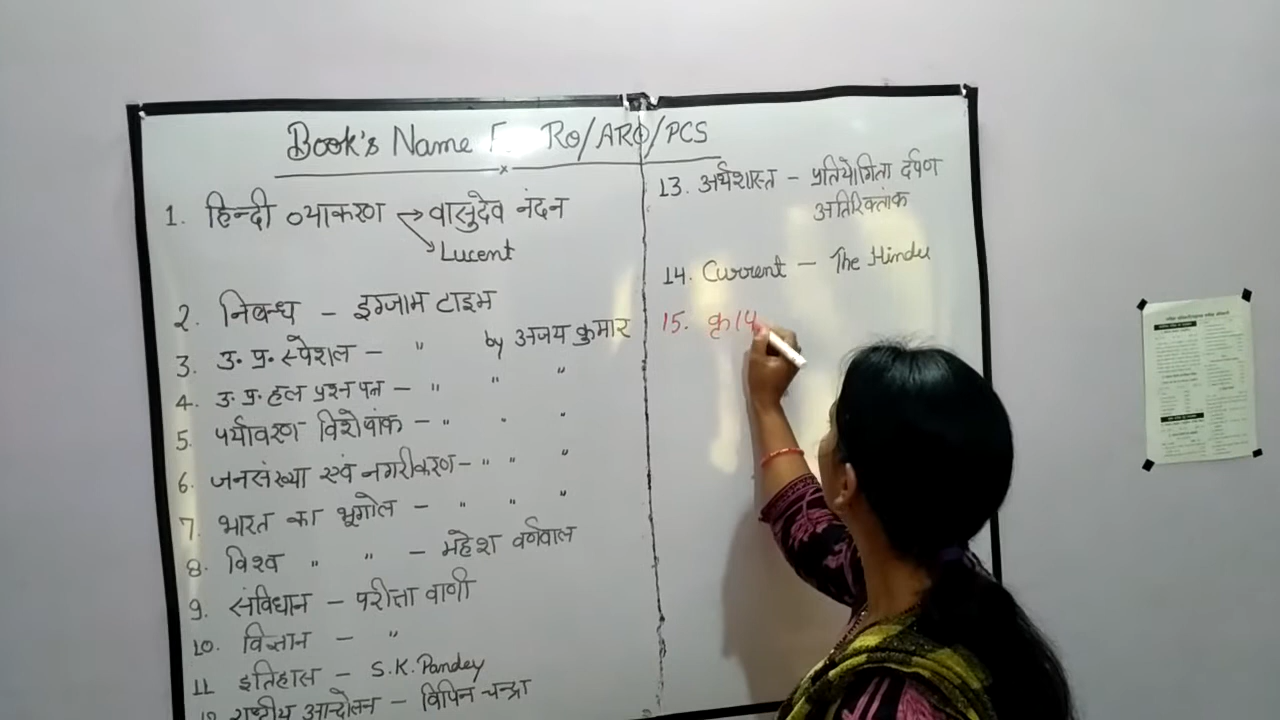 Book's Name F RO/ARO/PCS
1. हिन्दी व्याकरण → वासुदेव नंदन
→ Lucent
2. निबन्ध - इग्जाम टाइम
3. उ. प्र. स्पेशल - " by अजय कुमार
4. उ. प्र. हल प्रश्न पत्र - " " "
5. पर्यावरण विशेषांक - " " "
6. जनसंख्या एवं नगरीकरण - " " "
7. भारत का भूगोल - " " "
8. विश्व " " - महेश वर्णवाल
9. संविधान - परीक्षा वाणी
10. विज्ञान - "
11 इतिहास - S.K. Pandey
12 राष्ट्रीय आन्दोलन - विपिन चन्द्रा
13. अर्थशास्त्र - प्रतियोगिता दर्पण
अतिरिक्तांक
14. Current - The Hindu
15. कृ